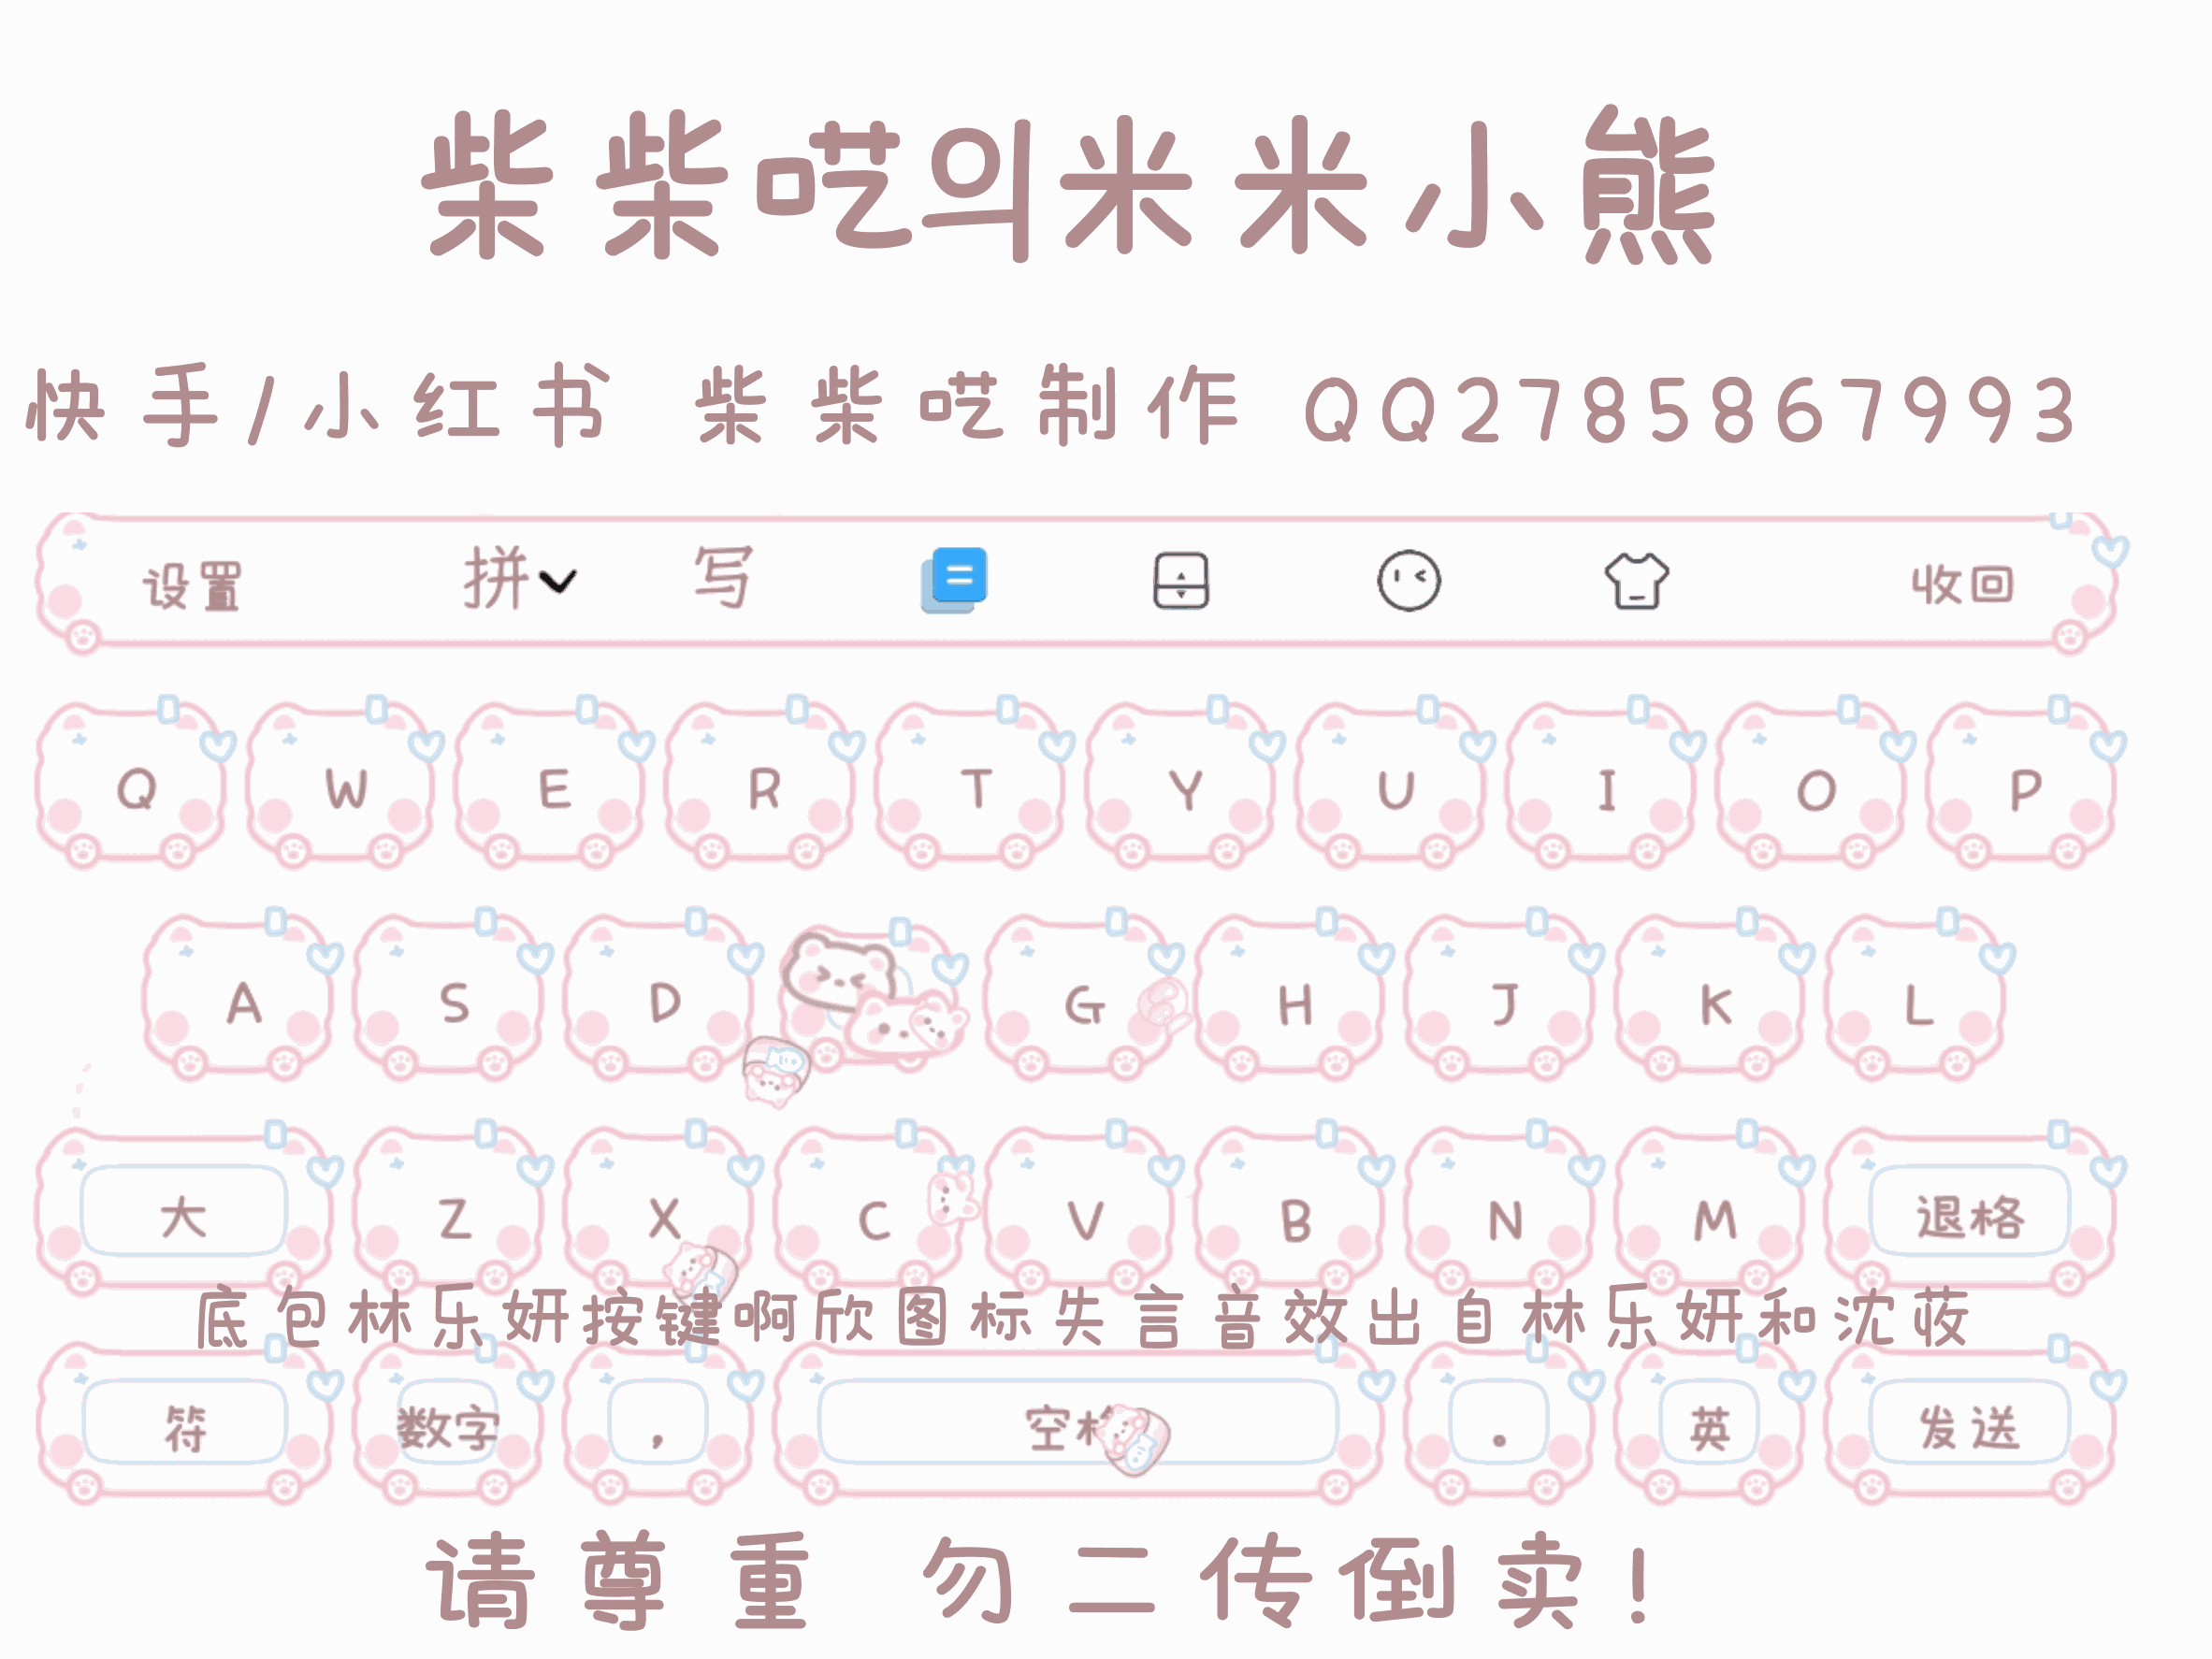 柴柴呓의米米小熊
快手/小红书 柴柴呓制作 QQ2785867993
设置 拼 写 收回
Q W E R T Y U I O P
A S D G H J K L
大 Z X C V B N M 退格
底包林乐妍按键啊欣图标失言音效出自林乐妍和沈莜
符 数字 , 空格 . 英 发送
请尊重 勿二传倒卖!